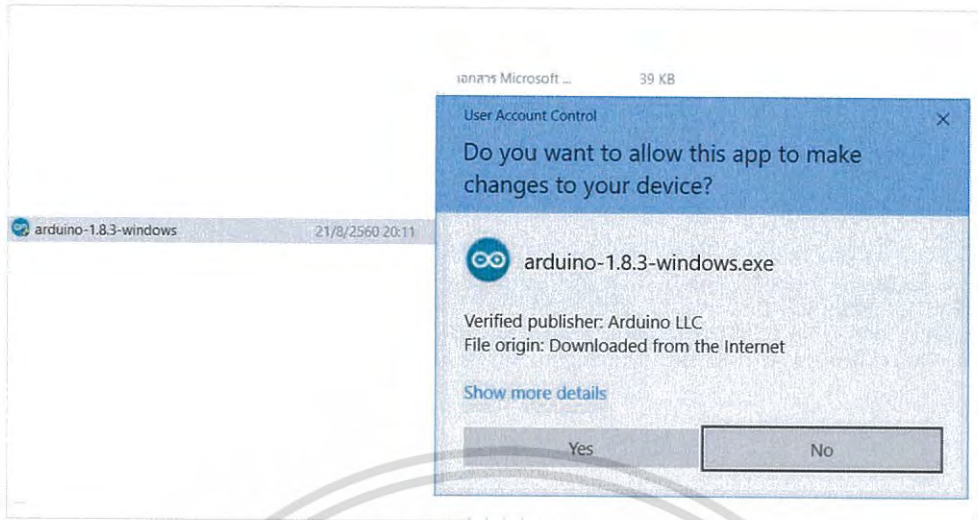 เอกสาร Microsoft ... 39 KB
User Account Control
Do you want to allow this app to make
changes to your device?
arduino-1.8.3-windows 21/8/2560 20:11
arduino-1.8.3-windows.exe
Verified publisher: Arduino LLC
File origin: Downloaded from the Internet
Show more details
Yes No